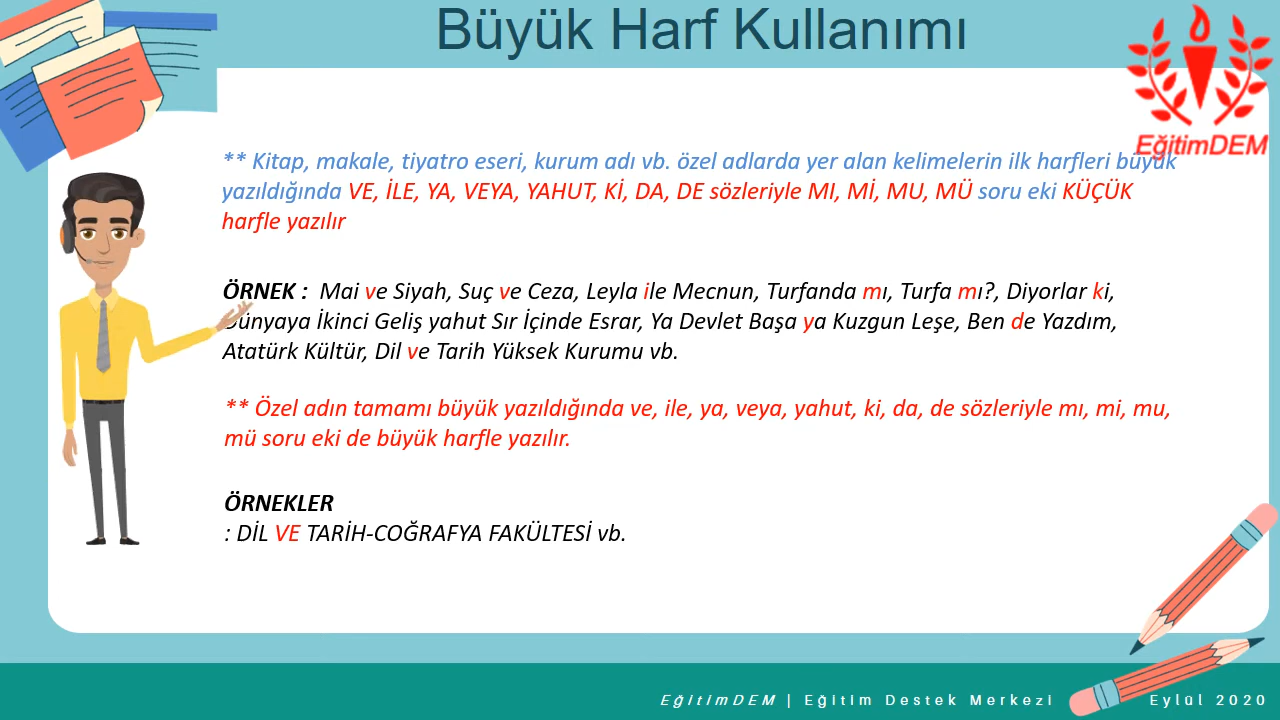 Büyük Harf Kullanımı
EğitimDEM
** Kitap, makale, tiyatro eseri, kurum adı vb. özel adlarda yer alan kelimelerin ilk harfleri büyük
yazıldığında VE, İLE, YA, VEYA, YAHUT, Kİ, DA, DE sözleriyle MI, Mİ, MU, MÜ soru eki KÜÇÜK
harfle yazılır
ÖRNEK : Mai ve Siyah, Suç ve Ceza, Leyla ile Mecnun, Turfanda mı, Turfa mı?, Diyorlar ki,
Dünyaya İkinci Geliş yahut Sır İçinde Esrar, Ya Devlet Başa ya Kuzgun Leşe, Ben de Yazdım,
Atatürk Kültür, Dil ve Tarih Yüksek Kurumu vb.
** Özel adın tamamı büyük yazıldığında ve, ile, ya, veya, yahut, ki, da, de sözleriyle mı, mi, mu,
mü soru eki de büyük harfle yazılır.
ÖRNEKLER
: DİL VE TARİH-COĞRAFYA FAKÜLTESİ vb.
EğitimDEM | Eğitim Destek Merkezi Eylül 2020